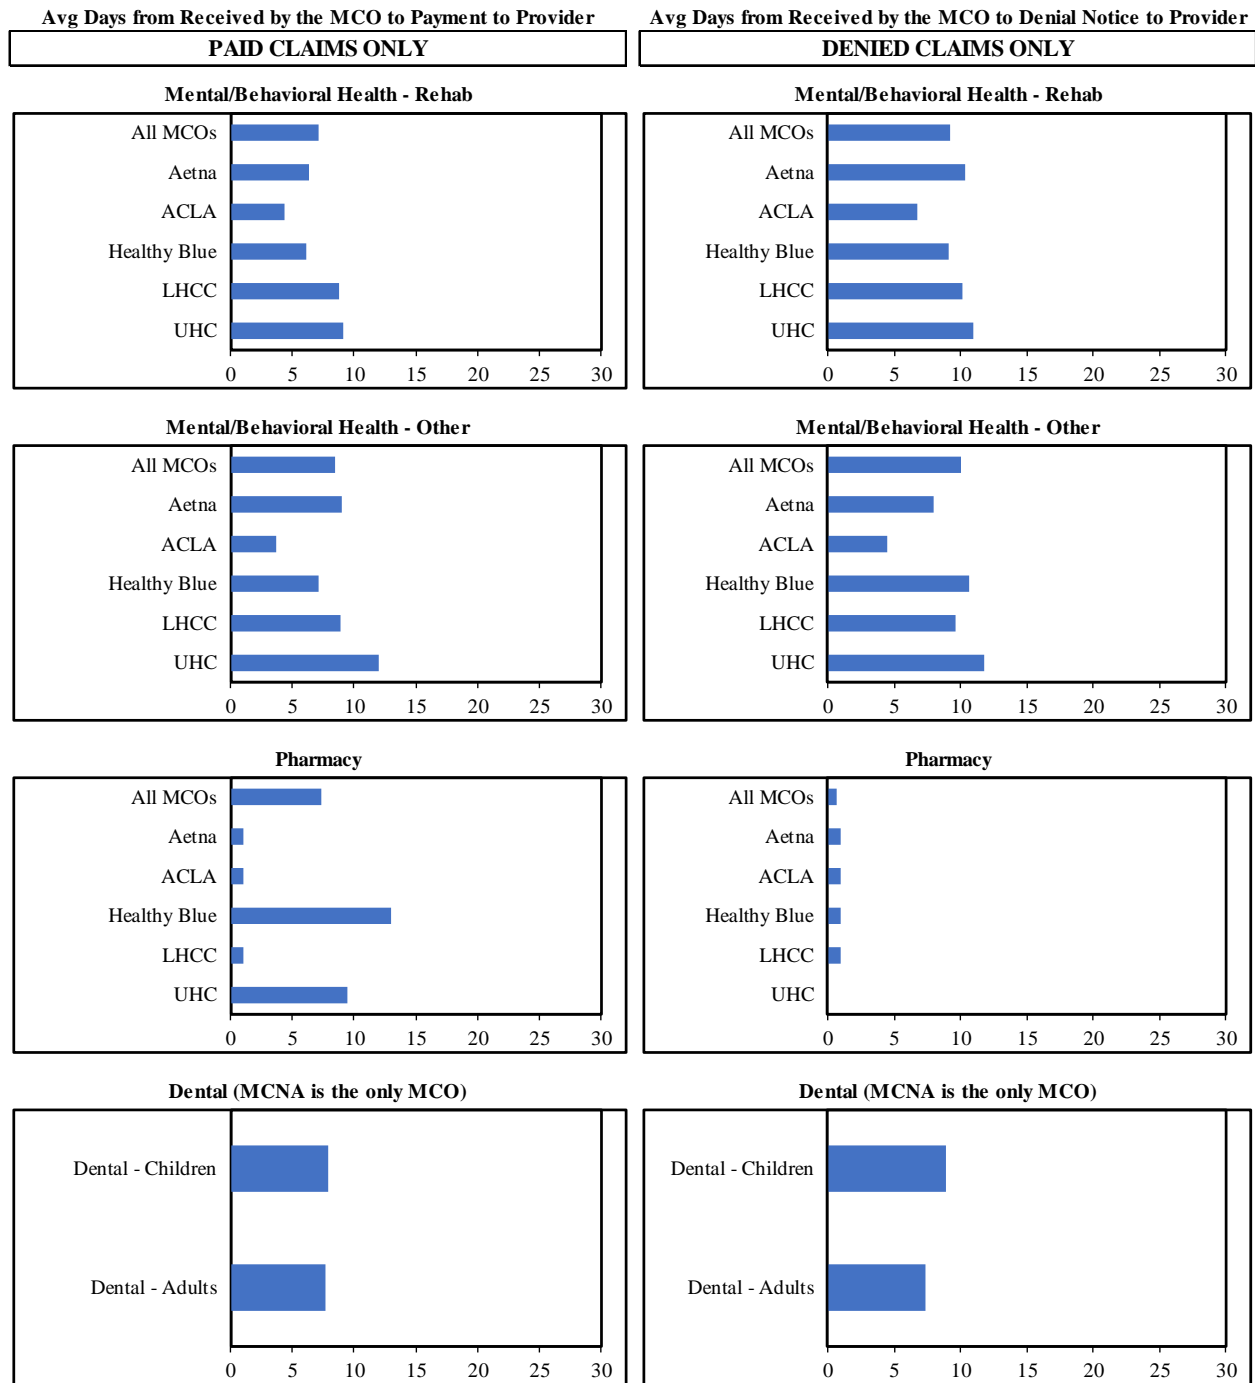 Avg Days from Received by the MCO to Payment to Provider
PAID CLAIMS ONLY
Mental/Behavioral Health - Rehab
All MCOs
Aetna
ACLA
Healthy Blue
LHCC
UHC
0 5 10 15 20 25 30
Mental/Behavioral Health - Other
All MCOs
Aetna
ACLA
Healthy Blue
LHCC
UHC
0 5 10 15 20 25 30
Pharmacy
All MCOs
Aetna
ACLA
Healthy Blue
LHCC
UHC
0 5 10 15 20 25 30
Dental (MCNA is the only MCO)
Dental - Children
Dental - Adults
0 5 10 15 20 25 30
Avg Days from Received by the MCO to Denial Notice to Provider
DENIED CLAIMS ONLY
Mental/Behavioral Health - Rehab
All MCOs
Aetna
ACLA
Healthy Blue
LHCC
UHC
0 5 10 15 20 25 30
Mental/Behavioral Health - Other
All MCOs
Aetna
ACLA
Healthy Blue
LHCC
UHC
0 5 10 15 20 25 30
Pharmacy
All MCOs
Aetna
ACLA
Healthy Blue
LHCC
UHC
0 5 10 15 20 25 30
Dental (MCNA is the only MCO)
Dental - Children
Dental - Adults
0 5 10 15 20 25 30